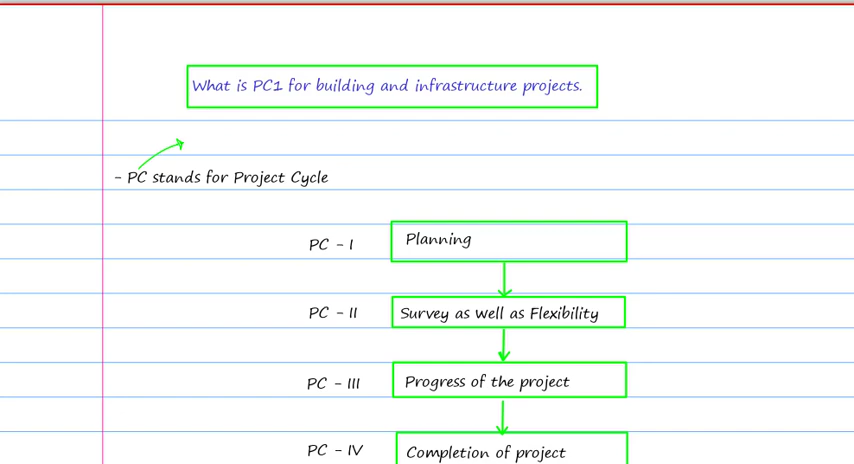 What is PC1 for building and infrastructure projects.
- PC stands for Project Cycle
PC - I Planning
PC - II Survey as well as Flexibility
PC - III Progress of the project
PC - IV Completion of project